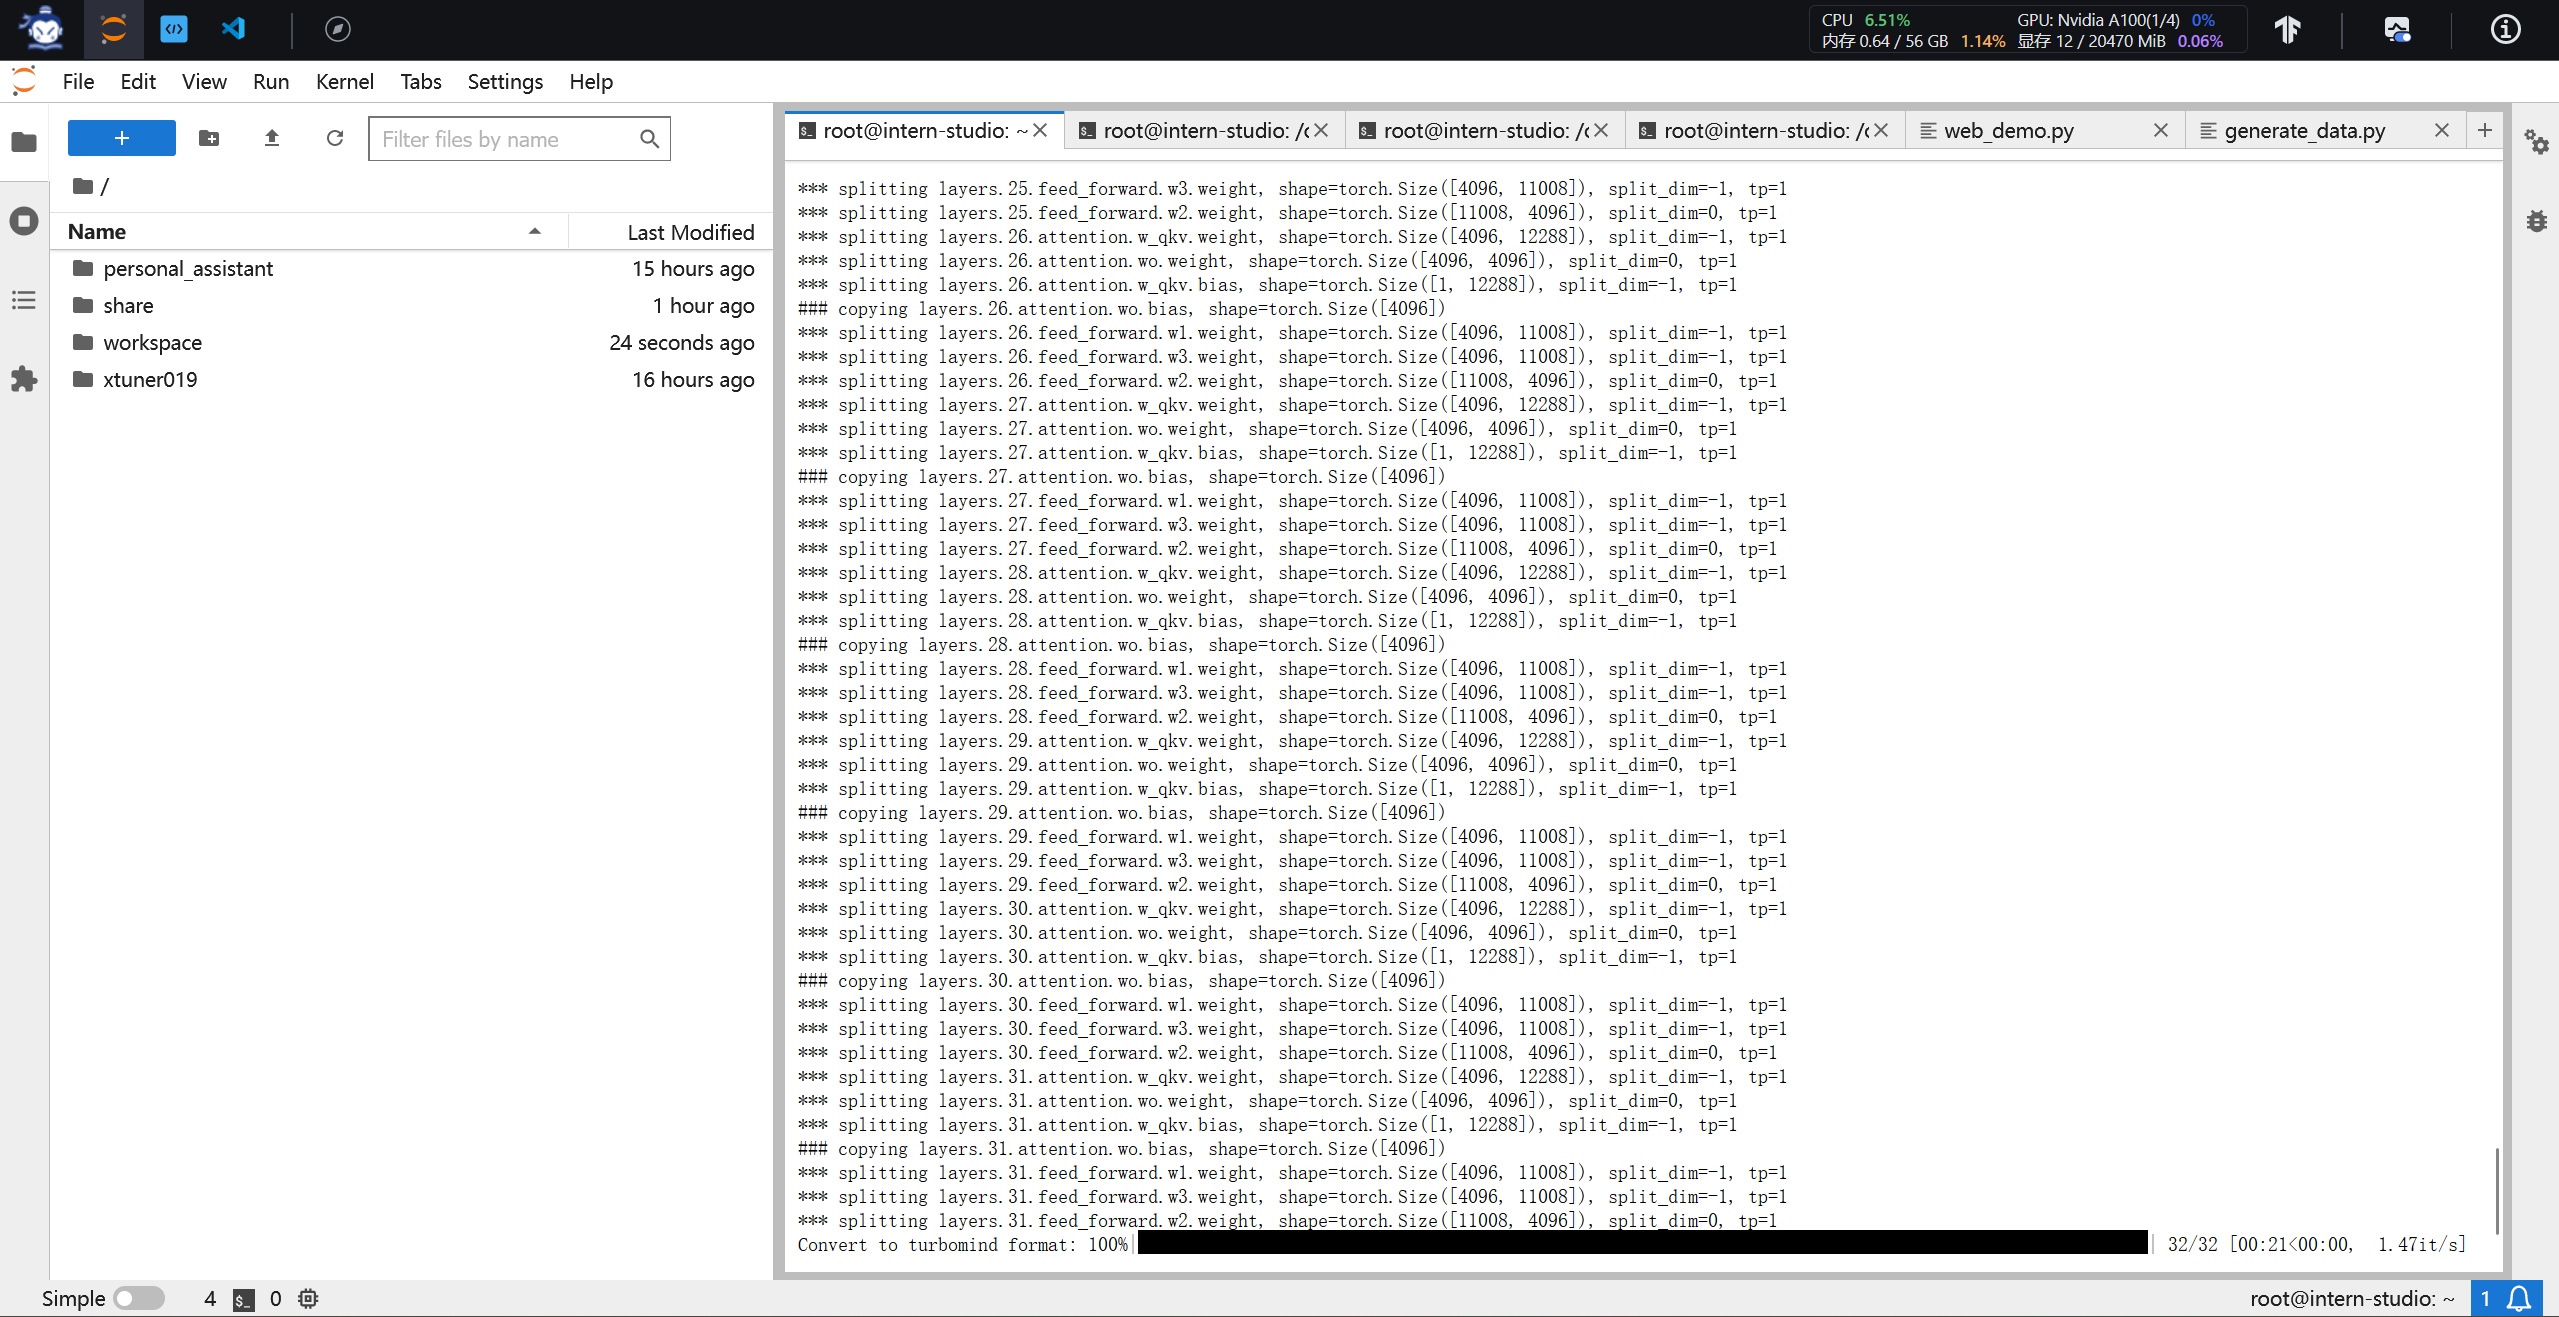 CPU 6.51% GPU: Nvidia A100(1/4) 0%
内存 0.64 / 56 GB 1.14% 显存 12 / 20470 MiB 0.06%
File Edit View Run Kernel Tabs Settings Help
Filter files by name
/
Name Last Modified
personal_assistant 15 hours ago
share 1 hour ago
workspace 24 seconds ago
xtuner019 16 hours ago
root@intern-studio: ~ root@intern-studio: /c root@intern-studio: /c root@intern-studio: /c web_demo.py generate_data.py
*** splitting layers.25.feed_forward.w3.weight, shape=torch.Size([4096, 11008]), split_dim=-1, tp=1
*** splitting layers.25.feed_forward.w2.weight, shape=torch.Size([11008, 4096]), split_dim=0, tp=1
*** splitting layers.26.attention.w_qkv.weight, shape=torch.Size([4096, 12288]), split_dim=-1, tp=1
*** splitting layers.26.attention.wo.weight, shape=torch.Size([4096, 4096]), split_dim=0, tp=1
*** splitting layers.26.attention.w_qkv.bias, shape=torch.Size([1, 12288]), split_dim=-1, tp=1
### copying layers.26.attention.wo.bias, shape=torch.Size([4096])
*** splitting layers.26.feed_forward.w1.weight, shape=torch.Size([4096, 11008]), split_dim=-1, tp=1
*** splitting layers.26.feed_forward.w3.weight, shape=torch.Size([4096, 11008]), split_dim=-1, tp=1
*** splitting layers.26.feed_forward.w2.weight, shape=torch.Size([11008, 4096]), split_dim=0, tp=1
*** splitting layers.27.attention.w_qkv.weight, shape=torch.Size([4096, 12288]), split_dim=-1, tp=1
*** splitting layers.27.attention.wo.weight, shape=torch.Size([4096, 4096]), split_dim=0, tp=1
*** splitting layers.27.attention.w_qkv.bias, shape=torch.Size([1, 12288]), split_dim=-1, tp=1
### copying layers.27.attention.wo.bias, shape=torch.Size([4096])
*** splitting layers.27.feed_forward.w1.weight, shape=torch.Size([4096, 11008]), split_dim=-1, tp=1
*** splitting layers.27.feed_forward.w3.weight, shape=torch.Size([4096, 11008]), split_dim=-1, tp=1
*** splitting layers.27.feed_forward.w2.weight, shape=torch.Size([11008, 4096]), split_dim=0, tp=1
*** splitting layers.28.attention.w_qkv.weight, shape=torch.Size([4096, 12288]), split_dim=-1, tp=1
*** splitting layers.28.attention.wo.weight, shape=torch.Size([4096, 4096]), split_dim=0, tp=1
*** splitting layers.28.attention.w_qkv.bias, shape=torch.Size([1, 12288]), split_dim=-1, tp=1
### copying layers.28.attention.wo.bias, shape=torch.Size([4096])
*** splitting layers.28.feed_forward.w1.weight, shape=torch.Size([4096, 11008]), split_dim=-1, tp=1
*** splitting layers.28.feed_forward.w3.weight, shape=torch.Size([4096, 11008]), split_dim=-1, tp=1
*** splitting layers.28.feed_forward.w2.weight, shape=torch.Size([11008, 4096]), split_dim=0, tp=1
*** splitting layers.29.attention.w_qkv.weight, shape=torch.Size([4096, 12288]), split_dim=-1, tp=1
*** splitting layers.29.attention.wo.weight, shape=torch.Size([4096, 4096]), split_dim=0, tp=1
*** splitting layers.29.attention.w_qkv.bias, shape=torch.Size([1, 12288]), split_dim=-1, tp=1
### copying layers.29.attention.wo.bias, shape=torch.Size([4096])
*** splitting layers.29.feed_forward.w1.weight, shape=torch.Size([4096, 11008]), split_dim=-1, tp=1
*** splitting layers.29.feed_forward.w3.weight, shape=torch.Size([4096, 11008]), split_dim=-1, tp=1
*** splitting layers.29.feed_forward.w2.weight, shape=torch.Size([11008, 4096]), split_dim=0, tp=1
*** splitting layers.30.attention.w_qkv.weight, shape=torch.Size([4096, 12288]), split_dim=-1, tp=1
*** splitting layers.30.attention.wo.weight, shape=torch.Size([4096, 4096]), split_dim=0, tp=1
*** splitting layers.30.attention.w_qkv.bias, shape=torch.Size([1, 12288]), split_dim=-1, tp=1
### copying layers.30.attention.wo.bias, shape=torch.Size([4096])
*** splitting layers.30.feed_forward.w1.weight, shape=torch.Size([4096, 11008]), split_dim=-1, tp=1
*** splitting layers.30.feed_forward.w3.weight, shape=torch.Size([4096, 11008]), split_dim=-1, tp=1
*** splitting layers.30.feed_forward.w2.weight, shape=torch.Size([11008, 4096]), split_dim=0, tp=1
*** splitting layers.31.attention.w_qkv.weight, shape=torch.Size([4096, 12288]), split_dim=-1, tp=1
*** splitting layers.31.attention.wo.weight, shape=torch.Size([4096, 4096]), split_dim=0, tp=1
*** splitting layers.31.attention.w_qkv.bias, shape=torch.Size([1, 12288]), split_dim=-1, tp=1
### copying layers.31.attention.wo.bias, shape=torch.Size([4096])
*** splitting layers.31.feed_forward.w1.weight, shape=torch.Size([4096, 11008]), split_dim=-1, tp=1
*** splitting layers.31.feed_forward.w3.weight, shape=torch.Size([4096, 11008]), split_dim=-1, tp=1
*** splitting layers.31.feed_forward.w2.weight, shape=torch.Size([11008, 4096]), split_dim=0, tp=1
Convert to turbomind format: 100%| | 32/32 [00:21<00:00, 1.47it/s]
Simple 4 0 root@intern-studio: ~ 1